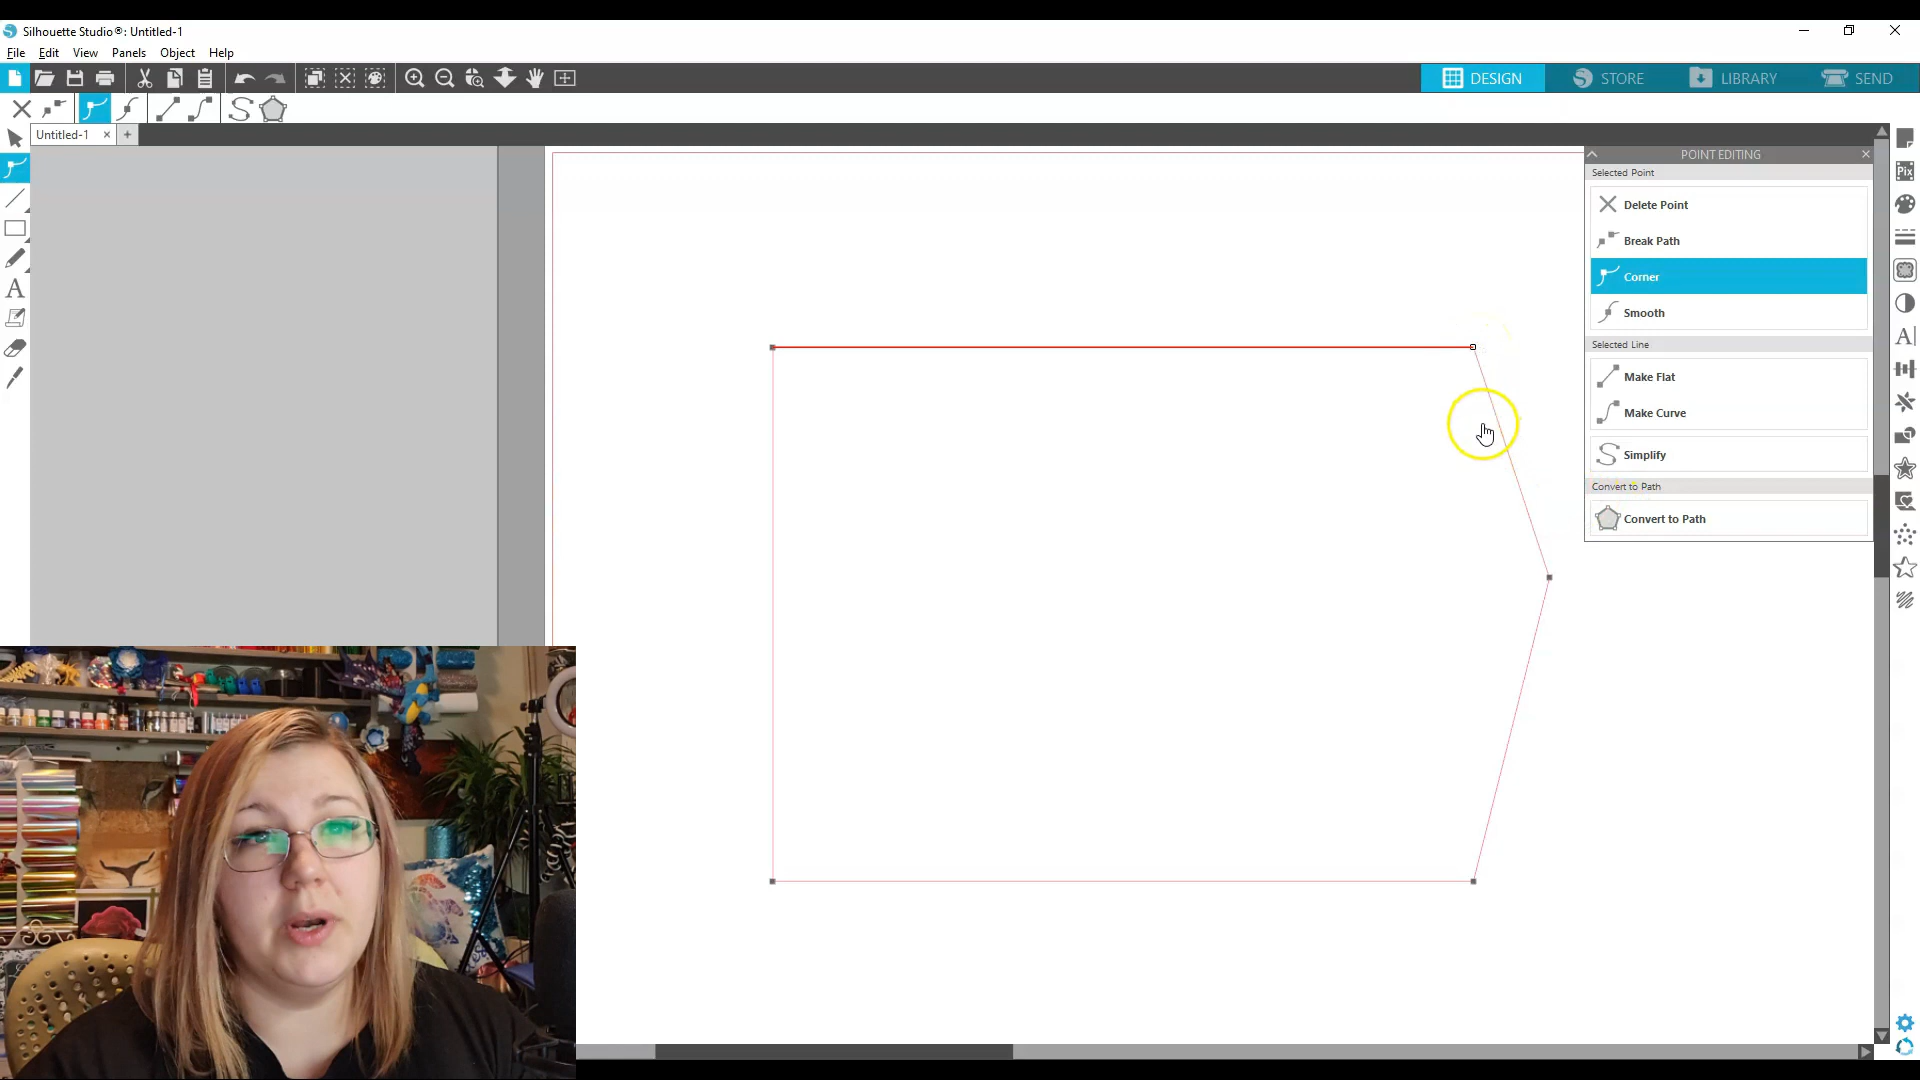 Silhouette Studio®: Untitled-1
File Edit View Panels Object Help
DESIGN STORE LIBRARY SEND
Untitled-1
POINT EDITING
Selected Point
Delete Point
Break Path
Corner
Smooth
Selected Line
Make Flat
Make Curve
Simplify
Convert to Path
Convert to Path
Pix
A
A